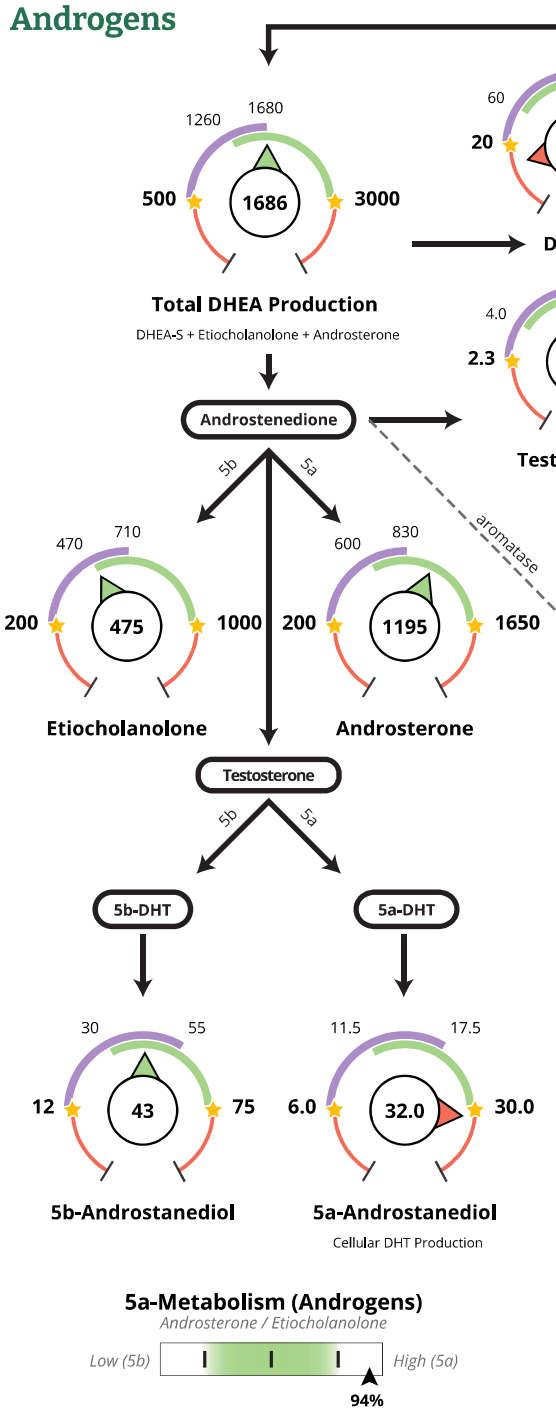 Androgens
1260
1680
500
1686
3000
Total DHEA Production
DHEA-S + Etiocholanolone + Androsterone
60
20
D
4.0
2.3
Test
Androstenedione
5b
5a
aromatase
470
710
200
475
1000
Etiocholanolone
600
830
200
1195
1650
Androsterone
Testosterone
5b
5a
5b-DHT
5a-DHT
30
55
12
43
75
5b-Androstanediol
11.5
17.5
6.0
32.0
30.0
5a-Androstanediol
Cellular DHT Production
5a-Metabolism (Androgens)
Androsterone / Etiocholanolone
Low (5b)
High (5a)
94%